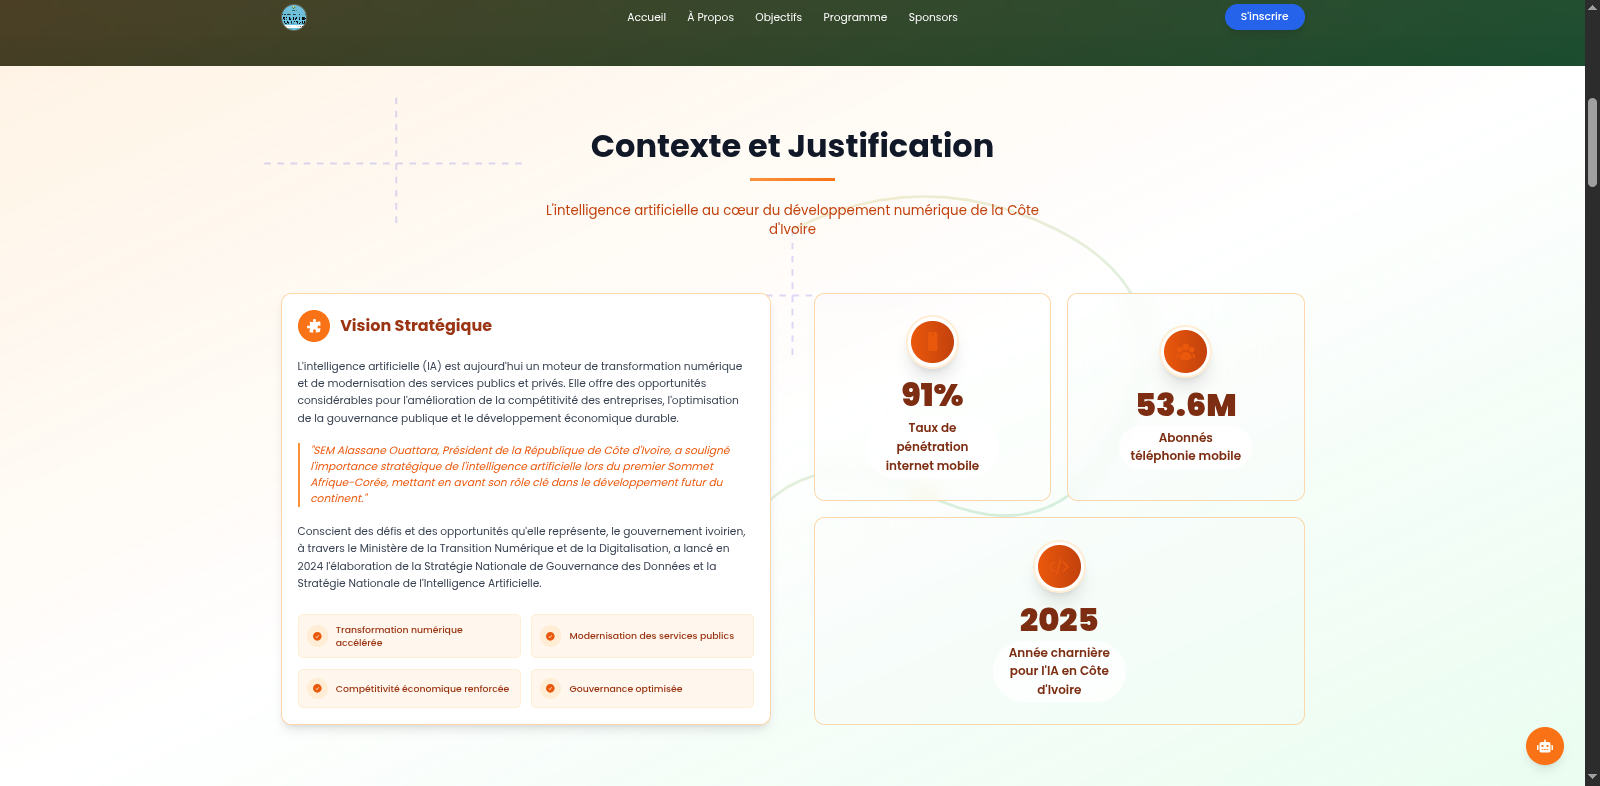 Accueil
À Propos
Objectifs
Programme
Sponsors
S'inscrire
Contexte et Justification
L'intelligence artificielle au cœur du développement numérique de la Côte
d'Ivoire
Vision Stratégique
L'intelligence artificielle (IA) est aujourd'hui un moteur de transformation numérique
et de modernisation des services publics et privés. Elle offre des opportunités
considérables pour l'amélioration de la compétitivité des entreprises, l'optimisation
de la gouvernance publique et le développement économique durable.
"SEM Alassane Ouattara, Président de la République de Côte d'Ivoire, a souligné
l'importance stratégique de l'intelligence artificielle lors du premier Sommet
Afrique-Corée, mettant en avant son rôle clé dans le développement futur du
continent."
Conscient des défis et des opportunités qu'elle représente, le gouvernement ivoirien,
à travers le Ministère de la Transition Numérique et de la Digitalisation, a lancé en
2024 l'élaboration de la Stratégie Nationale de Gouvernance des Données et la
Stratégie Nationale de l'Intelligence Artificielle.
Transformation numérique
accélérée
Modernisation des services publics
Compétitivité économique renforcée
Gouvernance optimisée
91%
Taux de
pénétration
internet mobile
53.6M
Abonnés
téléphonie mobile
2025
Année charnière
pour l'IA en Côte
d'Ivoire